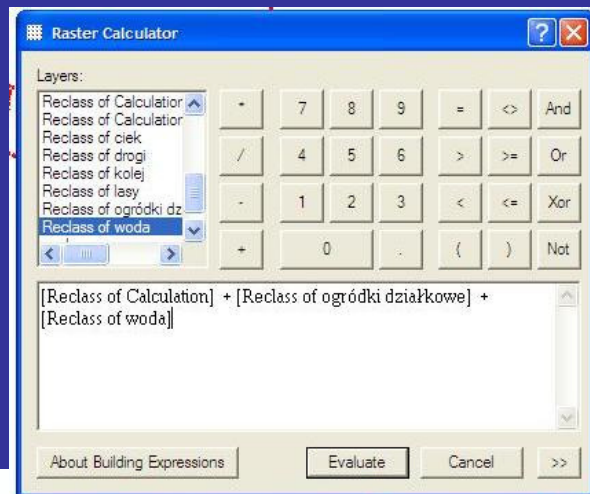 Raster Calculator
Layers:
Reclass of Calculation
Reclass of Calculation
Reclass of ciek
Reclass of drogi
Reclass of kolej
Reclass of lasy
Reclass of ogródki dz
Reclass of woda
* 7 8 9 = <> And
/ 4 5 6 > >= Or
- 1 2 3 < <= Xor
+ 0 . ( ) Not
[Reclass of Calculation] + [Reclass of ogródki działkowe] +
[Reclass of woda]
About Building Expressions Evaluate Cancel >>